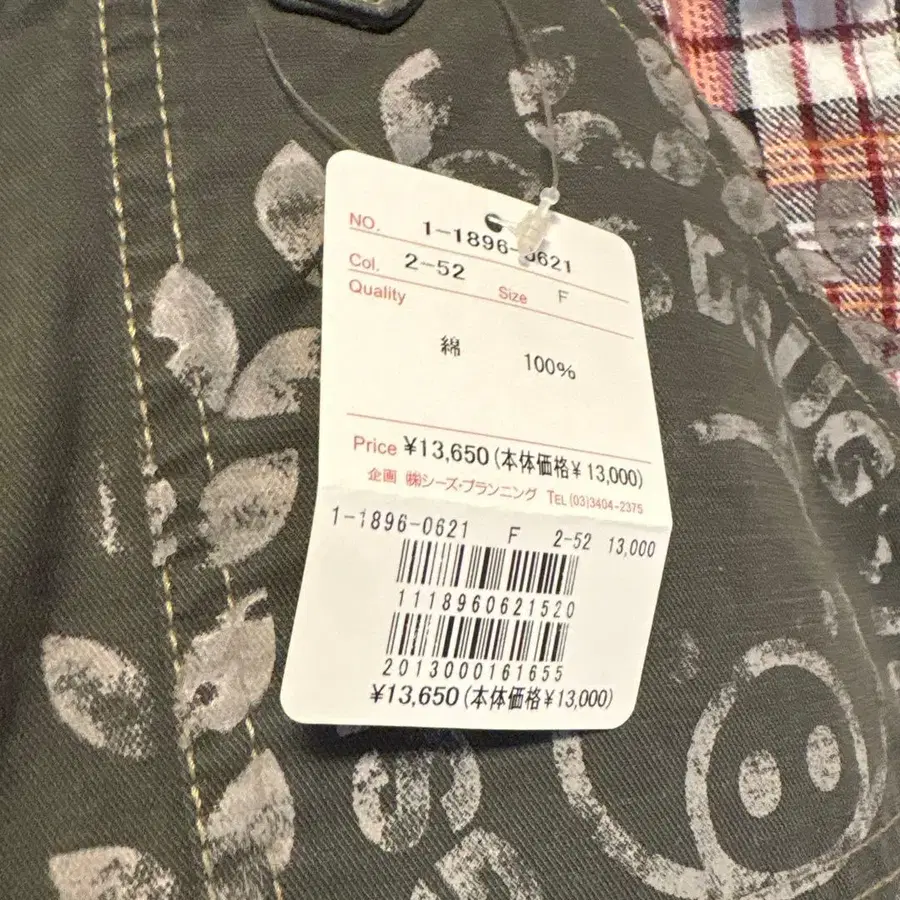 NO. 1-1896-0621
Col. 2-52
Quality Size F
綿 100%
Price ¥13,650(本体価格¥13,000)
企画 ㈱シーズ・プランニング TEL (03)3404-2375
1-1896-0621 F 2-52 13,000
1118960621520
2013000161655
¥13,650(本体価格¥13,000)